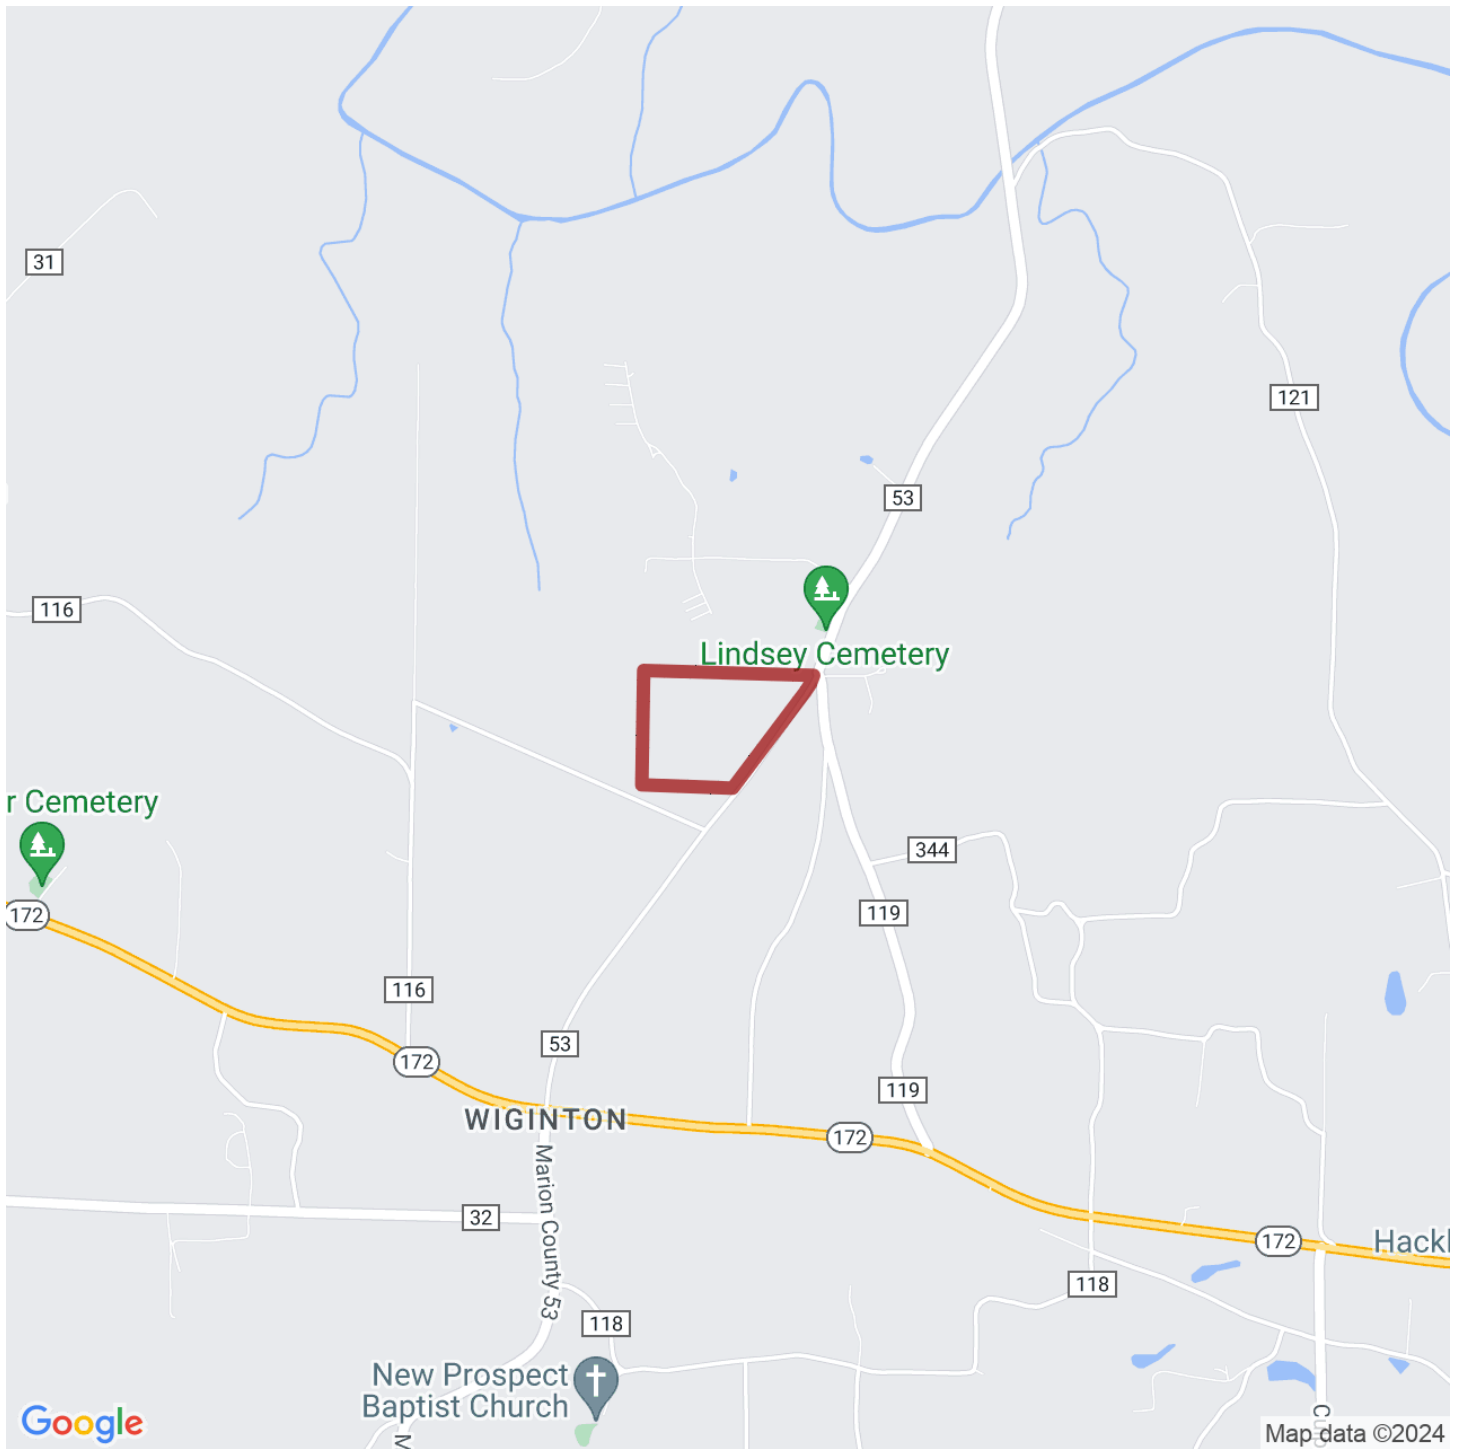 31
121
53
116
Lindsey Cemetery
r Cemetery
344
172
119
116
53
172
119
WIGINTON
172
Marion County 53
32
172
Hackl
118
118
New Prospect
Baptist Church
Google
Map data ©2024